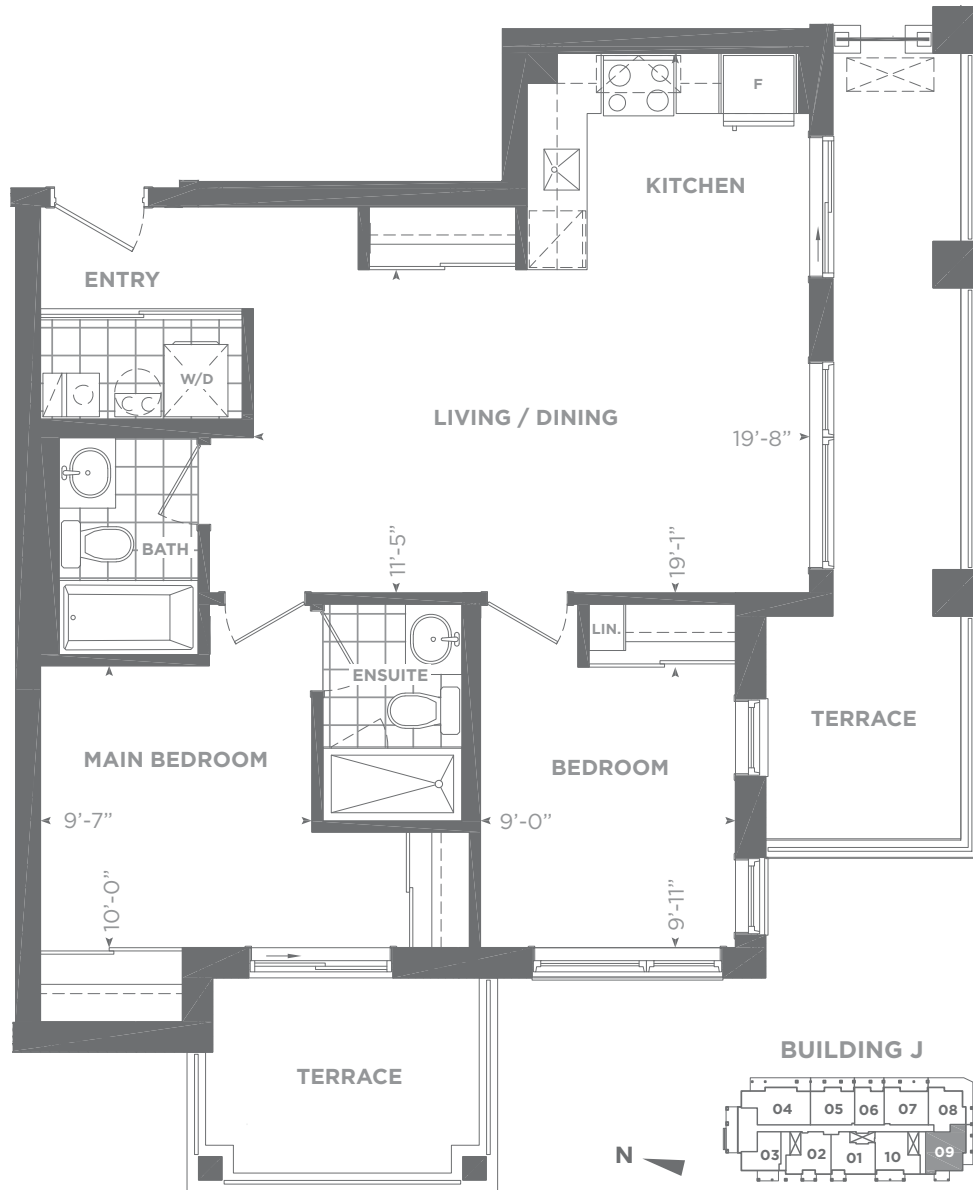 F
KITCHEN
ENTRY
W/D
LIVING / DINING
19’-8”
BATH
11’-5”
19’-1”
LIN.
ENSUITE
TERRACE
MAIN BEDROOM
BEDROOM
9’-7”
9’-0”
10’-0”
9’-11”
TERRACE
BUILDING J
04 05 06 07 08
03 02 01 10 09
N